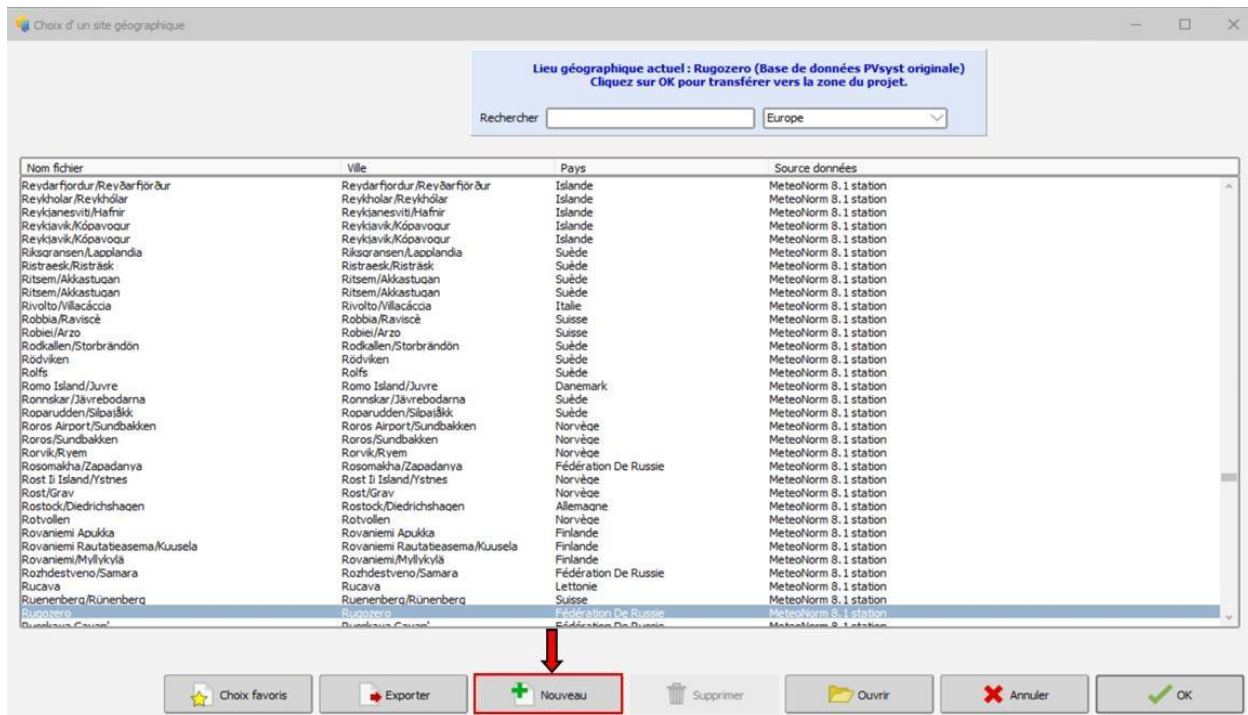 Choix d' un site géographique
Lieu géographique actuel : Rugozero (Base de données PVsyst originale)
Cliquez sur OK pour transférer vers la zone du projet.
Rechercher Europe
Nom fichier Ville Pays Source données
Reydarfjordur/Reyðarfjörður Reydarfjordur/Reyðarfjörður Islande MeteoNorm 8.1 station
Reykholar/Reykhólar Reykholar/Reykhólar Islande MeteoNorm 8.1 station
Reykjanesviti/Hafnir Reykjanesviti/Hafnir Islande MeteoNorm 8.1 station
Reykjavik/Kópavogur Reykjavik/Kópavogur Islande MeteoNorm 8.1 station
Reykjavik/Kópavogur Reykjavik/Kópavogur Islande MeteoNorm 8.1 station
Riksgransen/Lapplandia Riksgransen/Lapplandia Suède MeteoNorm 8.1 station
Ristraesk/Risträsk Ristraesk/Risträsk Suède MeteoNorm 8.1 station
Ritsem/Akkastugan Ritsem/Akkastugan Suède MeteoNorm 8.1 station
Ritsem/Akkastugan Ritsem/Akkastugan Suède MeteoNorm 8.1 station
Rivolto/Villacáccia Rivolto/Villacáccia Italie MeteoNorm 8.1 station
Robbia/Raviscè Robbia/Raviscè Suisse MeteoNorm 8.1 station
Robiei/Arzo Robiei/Arzo Suisse MeteoNorm 8.1 station
Rodkallen/Storbrändön Rodkallen/Storbrändön Suède MeteoNorm 8.1 station
Rödviken Rödviken Suède MeteoNorm 8.1 station
Rolfs Rolfs Suède MeteoNorm 8.1 station
Romo Island/Juvre Romo Island/Juvre Danemark MeteoNorm 8.1 station
Ronnskar/Jävrebodarna Ronnskar/Jävrebodarna Suède MeteoNorm 8.1 station
Roparudden/Silpajåkk Roparudden/Silpajåkk Suède MeteoNorm 8.1 station
Roros Airport/Sundbakken Roros Airport/Sundbakken Norvège MeteoNorm 8.1 station
Roros/Sundbakken Roros/Sundbakken Norvège MeteoNorm 8.1 station
Rorvik/Ryem Rorvik/Ryem Norvège MeteoNorm 8.1 station
Rosomakha/Zapadanya Rosomakha/Zapadanya Fédération De Russie MeteoNorm 8.1 station
Rost Ii Island/Ystnes Rost Ii Island/Ystnes Norvège MeteoNorm 8.1 station
Rost/Grav Rost/Grav Norvège MeteoNorm 8.1 station
Rostock/Diedrichshagen Rostock/Diedrichshagen Allemagne MeteoNorm 8.1 station
Rotvollen Rotvollen Norvège MeteoNorm 8.1 station
Rovaniemi Apukka Rovaniemi Apukka Finlande MeteoNorm 8.1 station
Rovaniemi Rautatieasema/Kuusela Rovaniemi Rautatieasema/Kuusela Finlande MeteoNorm 8.1 station
Rovaniemi/Myllykylä Rovaniemi/Myllykylä Finlande MeteoNorm 8.1 station
Rozhdestveno/Samara Rozhdestveno/Samara Fédération De Russie MeteoNorm 8.1 station
Rucava Rucava Lettonie MeteoNorm 8.1 station
Ruenenberg/Rünenberg Ruenenberg/Rünenberg Suisse MeteoNorm 8.1 station
Rugozero Rugozero Fédération De Russie MeteoNorm 8.1 station
Fédération De Russie MeteoNorm 8.1 station
Choix favoris Exporter Nouveau Supprimer Ouvrir Annuler OK